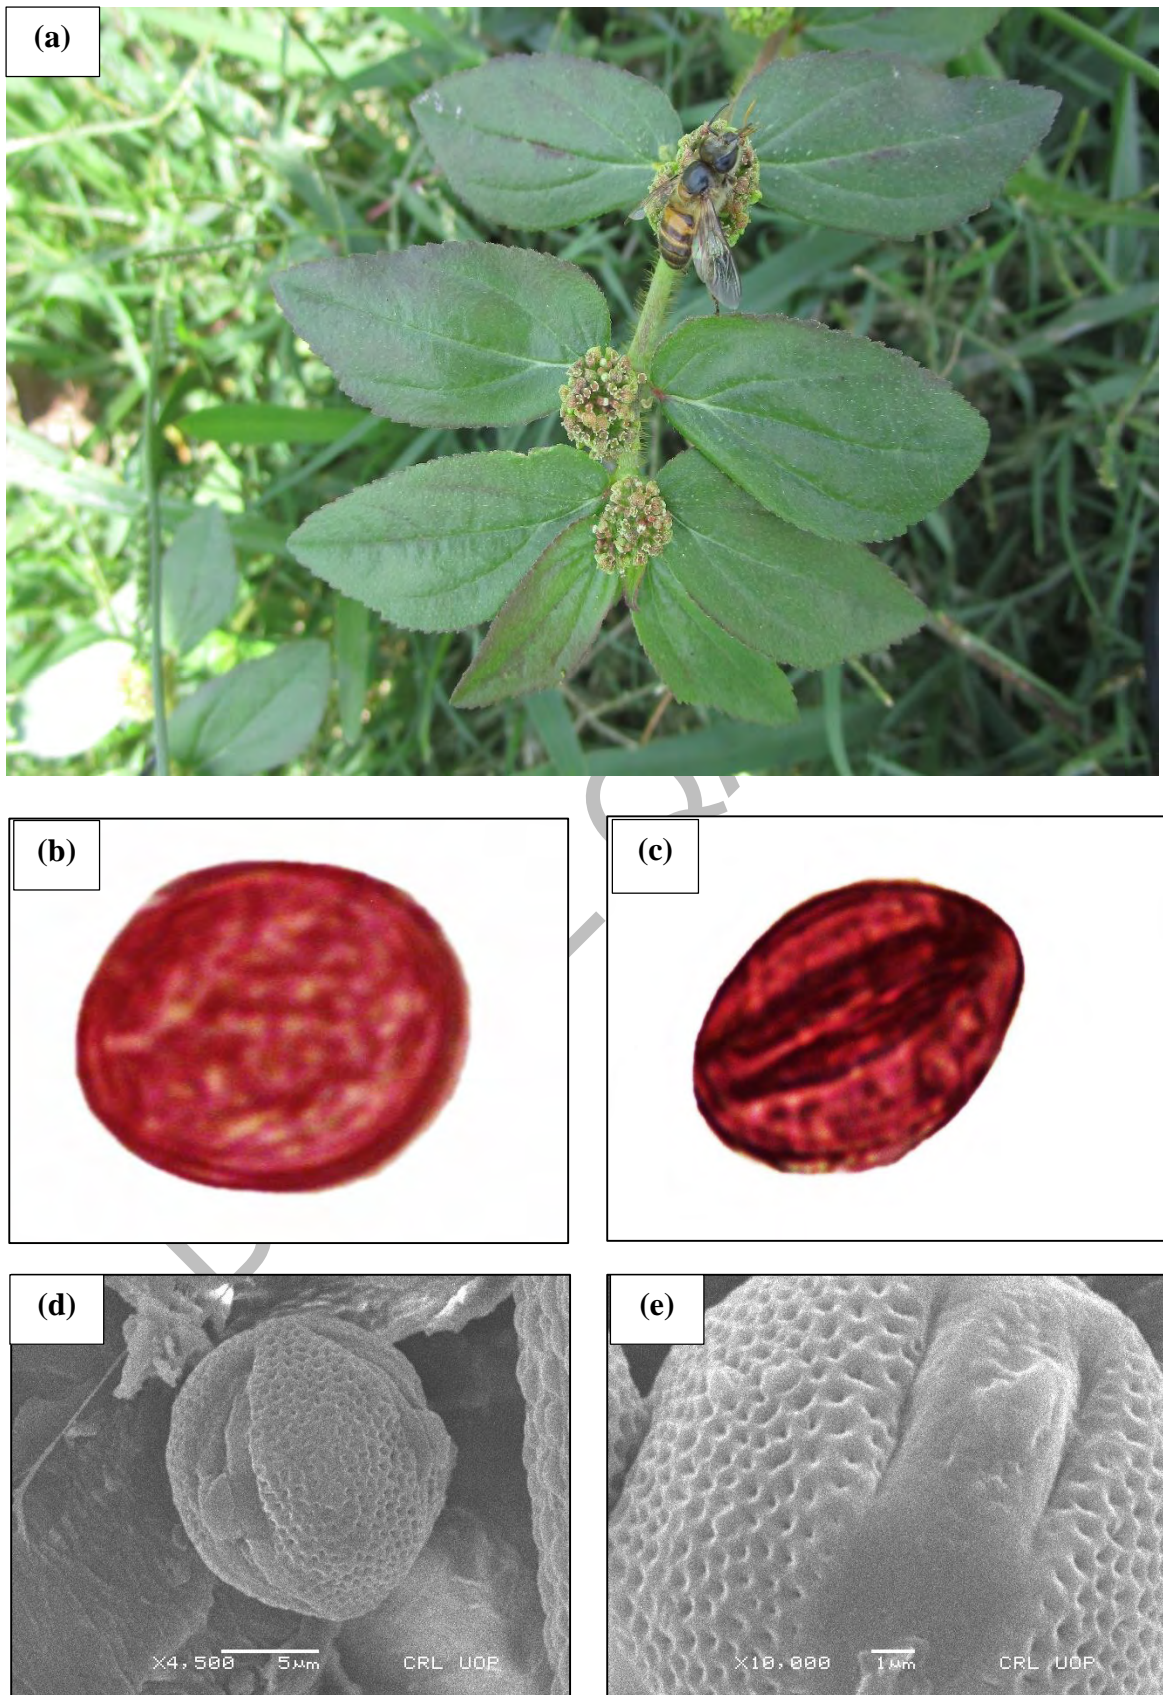 (a)
(b)
(c)
(d)
(e)
X4,500 5μm CRL UOP
X10,000 1μm CRL UOP